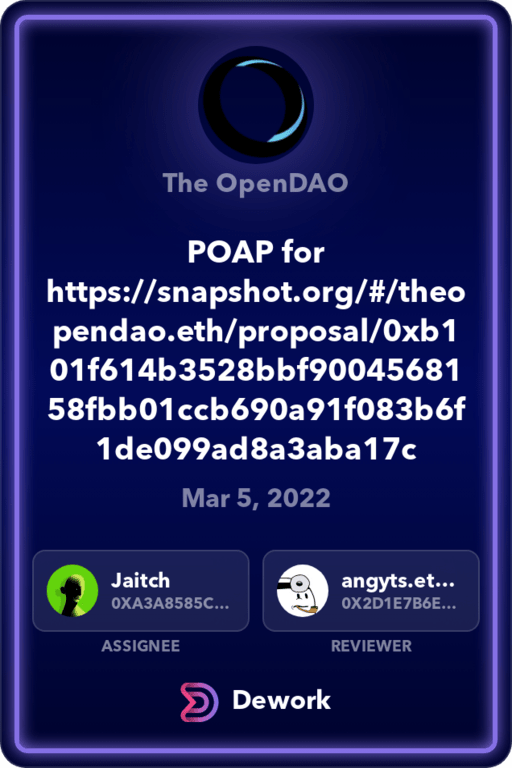 The OpenDAO
POAP for
https://snapshot.org/#/theo
pendao.eth/proposal/0xb1
01f614b3528bbf90045681
58fbb01ccb690a91f083b6f
1de099ad8a3aba17c
Mar 5, 2022
Jaitch
0XA3A8585C...
ASSIGNEE
angyts.et...
0X2D1E7B6E...
REVIEWER
Dework